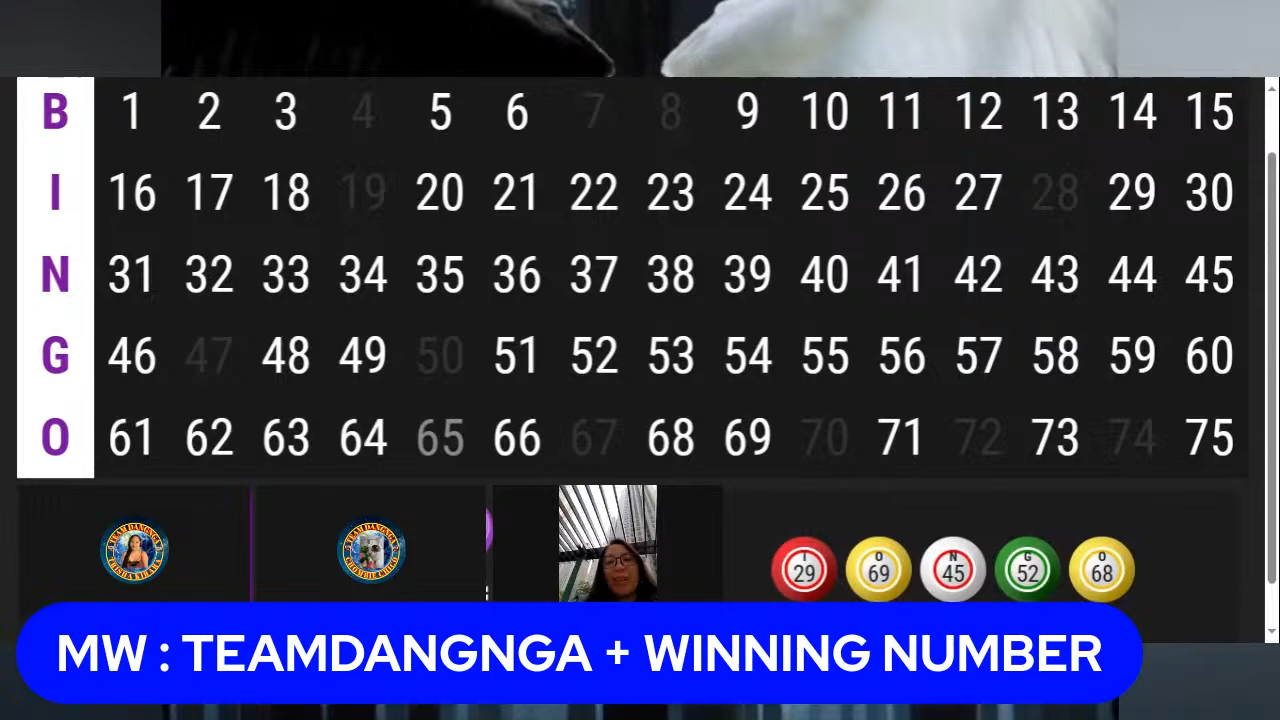 B 1 2 3 4 5 6 7 8 9 10 11 12 13 14 15
I 16 17 18 19 20 21 22 23 24 25 26 27 28 29 30
N 31 32 33 34 35 36 37 38 39 40 41 42 43 44 45
G 46 47 48 49 50 51 52 53 54 55 56 57 58 59 60
O 61 62 63 64 65 66 67 68 69 70 71 72 73 74 75
TEAM DANGNGA
TEAM DANGNGA
I 29
O 69
N 45
G 52
O 68
MW : TEAMDANGNGA + WINNING NUMBER